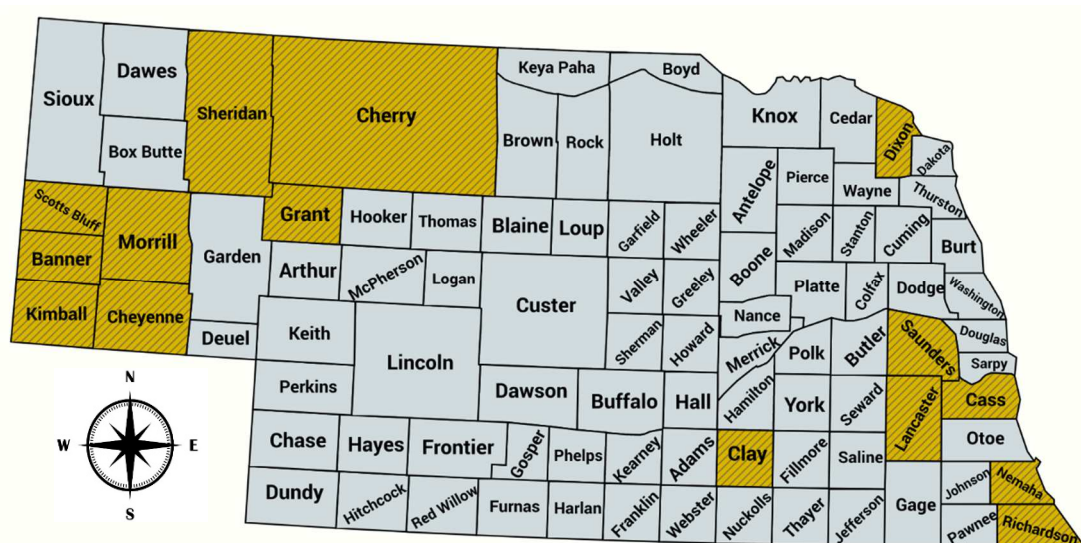 Keya Paha
Boyd
Dawes
Sioux
Sheridan
Cherry
Knox
Cedar
Dixon
Brown
Rock
Holt
Box Butte
Dakota
Antelope
Pierce
Wayne
Thurston
Scotts Bluff
Morrill
Grant
Hooker
Thomas
Blaine
Loup
Garfield
Wheeler
Madison
Stanton
Cuming
Burt
Banner
Garden
Arthur
McPherson
Logan
Boone
Valley
Greeley
Platte
Colfax
Dodge
Washington
Custer
Kimball
Cheyenne
Deuel
Keith
Nance
Lincoln
Sherman
Howard
Merrick
Polk
Butler
Saunders
Douglas
Sarpy
Perkins
Dawson
Buffalo
Hall
Hamilton
York
Seward
Lancaster
Cass
N
W
E
S
Chase
Hayes
Frontier
Gosper
Phelps
Kearney
Adams
Clay
Fillmore
Saline
Otoe
Dundy
Hitchcock
Red Willow
Furnas
Harlan
Franklin
Webster
Nuckolls
Thayer
Jefferson
Gage
Johnson
Nemaha
Pawnee
Richardson